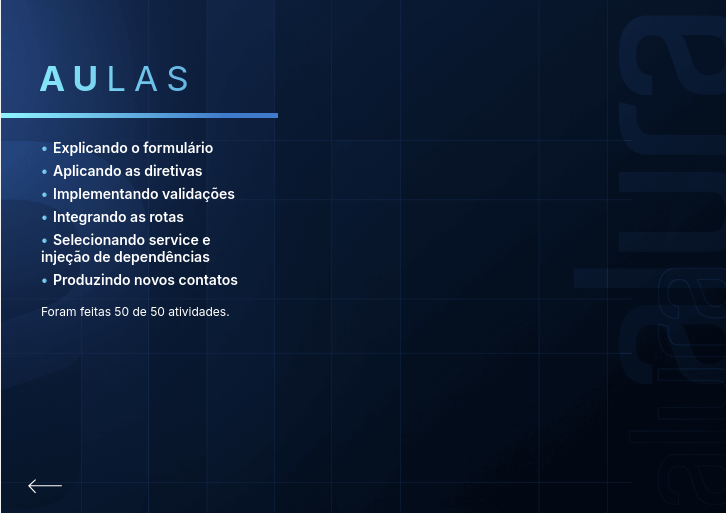 AULAS
• Explicando o formulário
• Aplicando as diretivas
• Implementando validações
• Integrando as rotas
• Selecionando service e
injeção de dependências
• Produzindo novos contatos
Foram feitas 50 de 50 atividades.
alura
alura